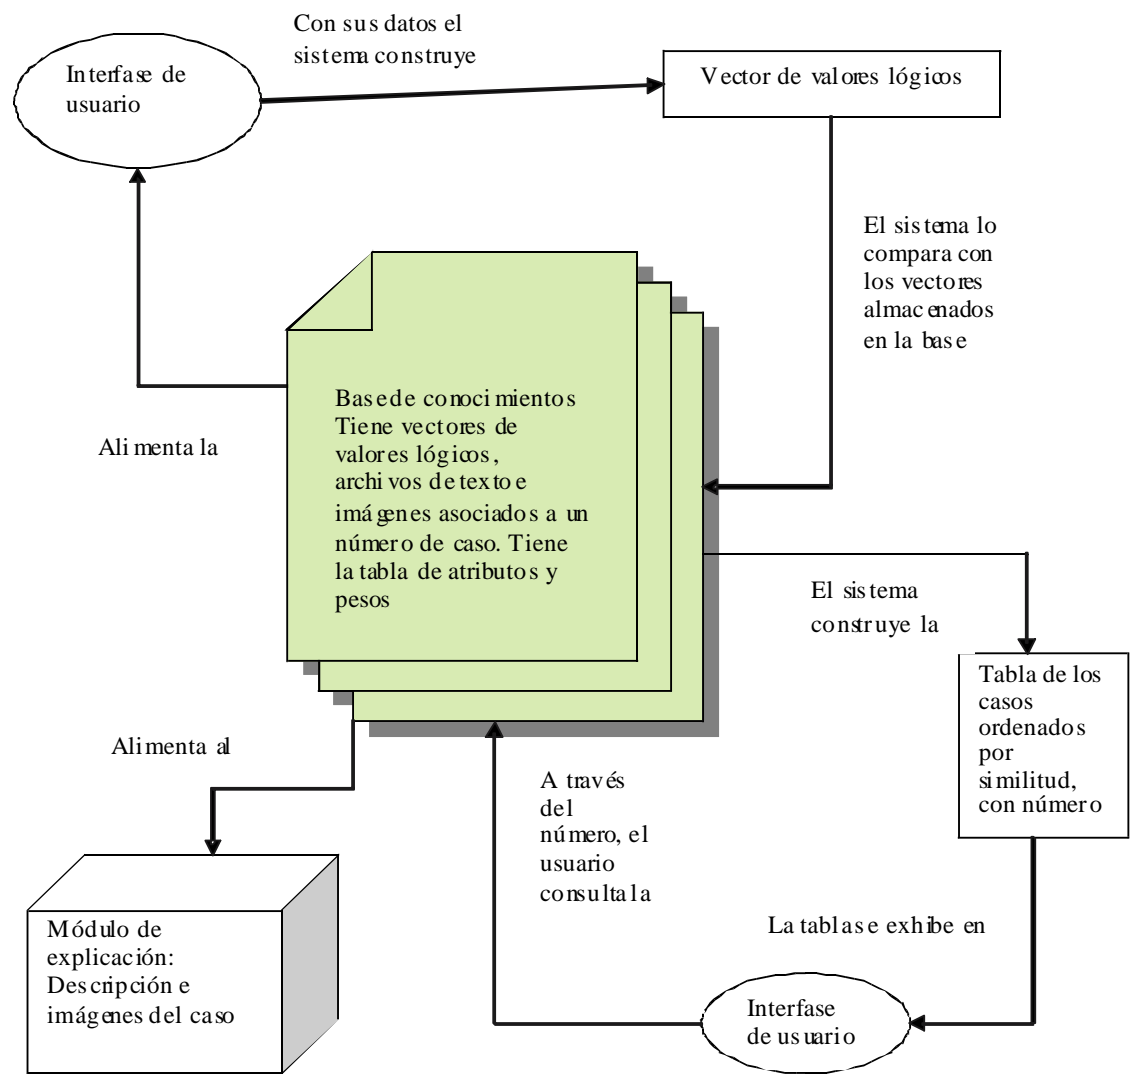 Con sus datos el
sistema construye
Interfase de
usuario
Vector de valores lógicos
El sistema lo
compara con
los vectores
almacenados
en la base
Base de conocimientos
Tiene vectores de
valores lógicos,
archivos de texto e
imágenes asociados a un
número de caso. Tiene
la tabla de atributos y
pesos
Alimenta la
El sistema
construye la
Tabla de los
casos
ordenados
por
similitud,
con número
Alimenta al
A través
del
número, el
usuario
consulta la
La tabla se exhibe en
Módulo de
explicación:
Descripción e
imágenes del caso
Interfase
de usuario